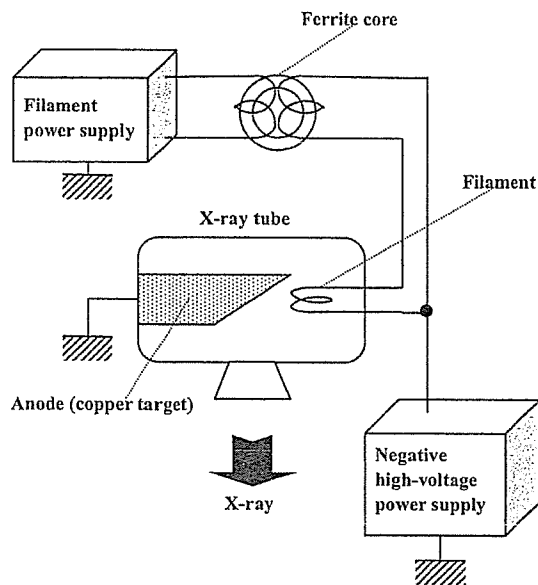 Ferrite core
Filament
power supply
Filament
X-ray tube
Anode (copper target)
X-ray
Negative
high-voltage
power supply